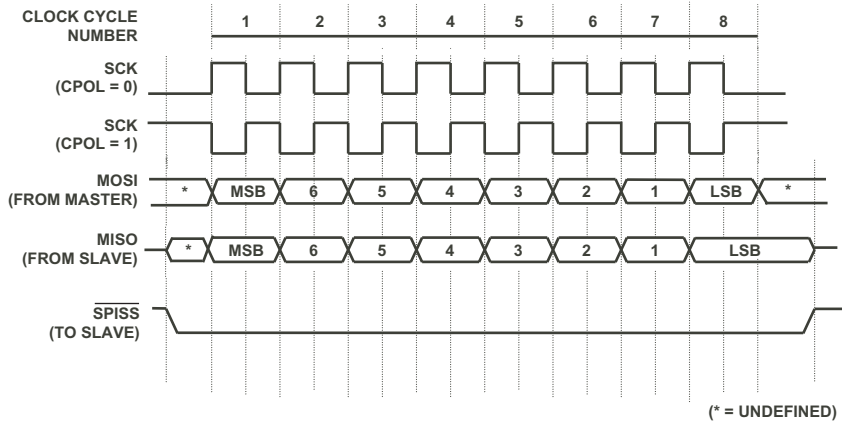 CLOCK CYCLE
NUMBER
1 2 3 4 5 6 7 8
SCK
(CPOL = 0)
SCK
(CPOL = 1)
MOSI
(FROM MASTER)
* MSB 6 5 4 3 2 1 LSB *
MISO
(FROM SLAVE)
* MSB 6 5 4 3 2 1 LSB
SPISS
(TO SLAVE)
(* = UNDEFINED)